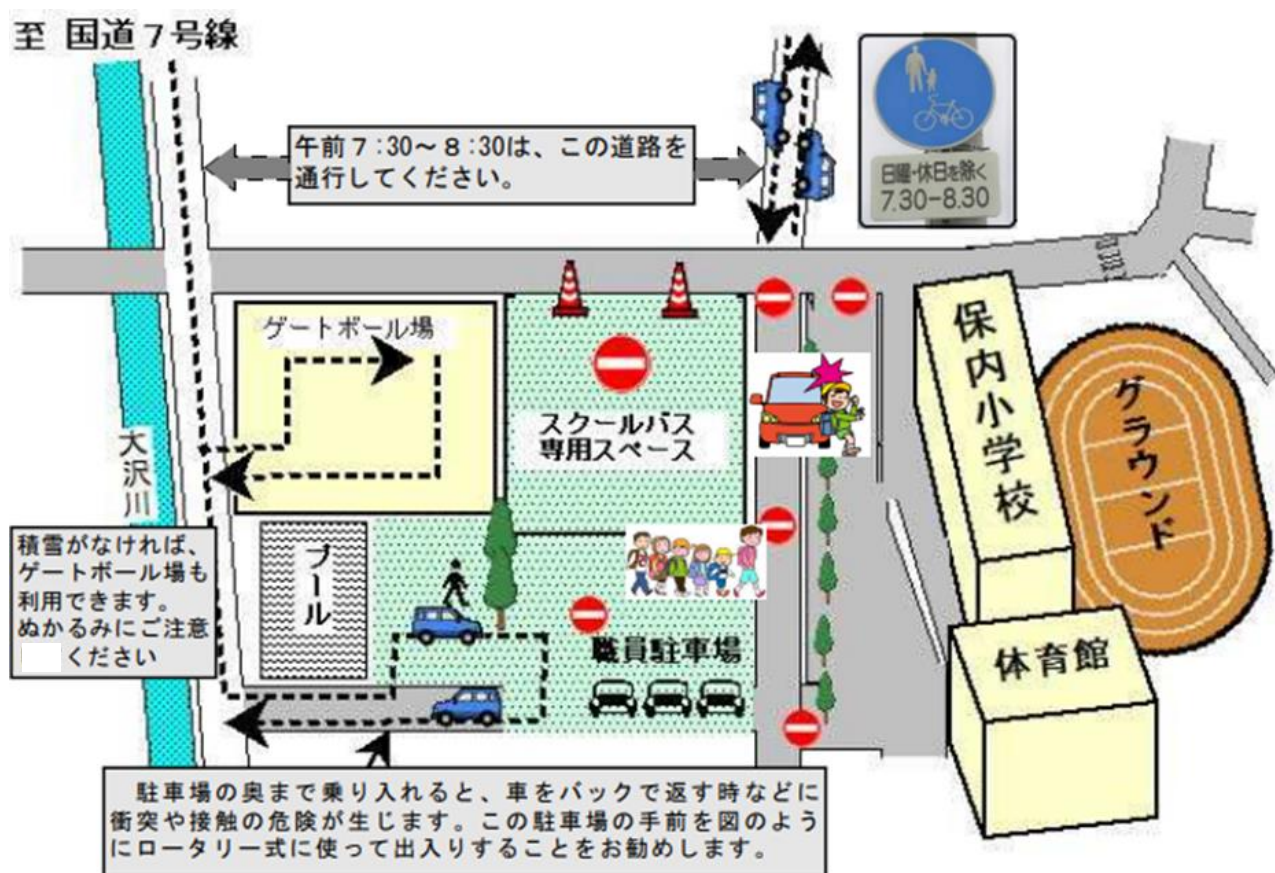 至 国道７号線
午前７:30～８:30は、この道路を
通行してください。
日曜・休日を除く
7.30-8.30
ゲートボール場
スクールバス
専用スペース
保内小学校
グラウンド
大沢川
積雪がなければ、
ゲートボール場も
利用できます。
ぬかるみにご注意
ください
プール
職員駐車場
体育館
駐車場の奥まで乗り入れると、車をバックで返す時などに
衝突や接触の危険が生じます。この駐車場の手前を図のよう
にロータリー式に使って出入りすることをお勧めします。